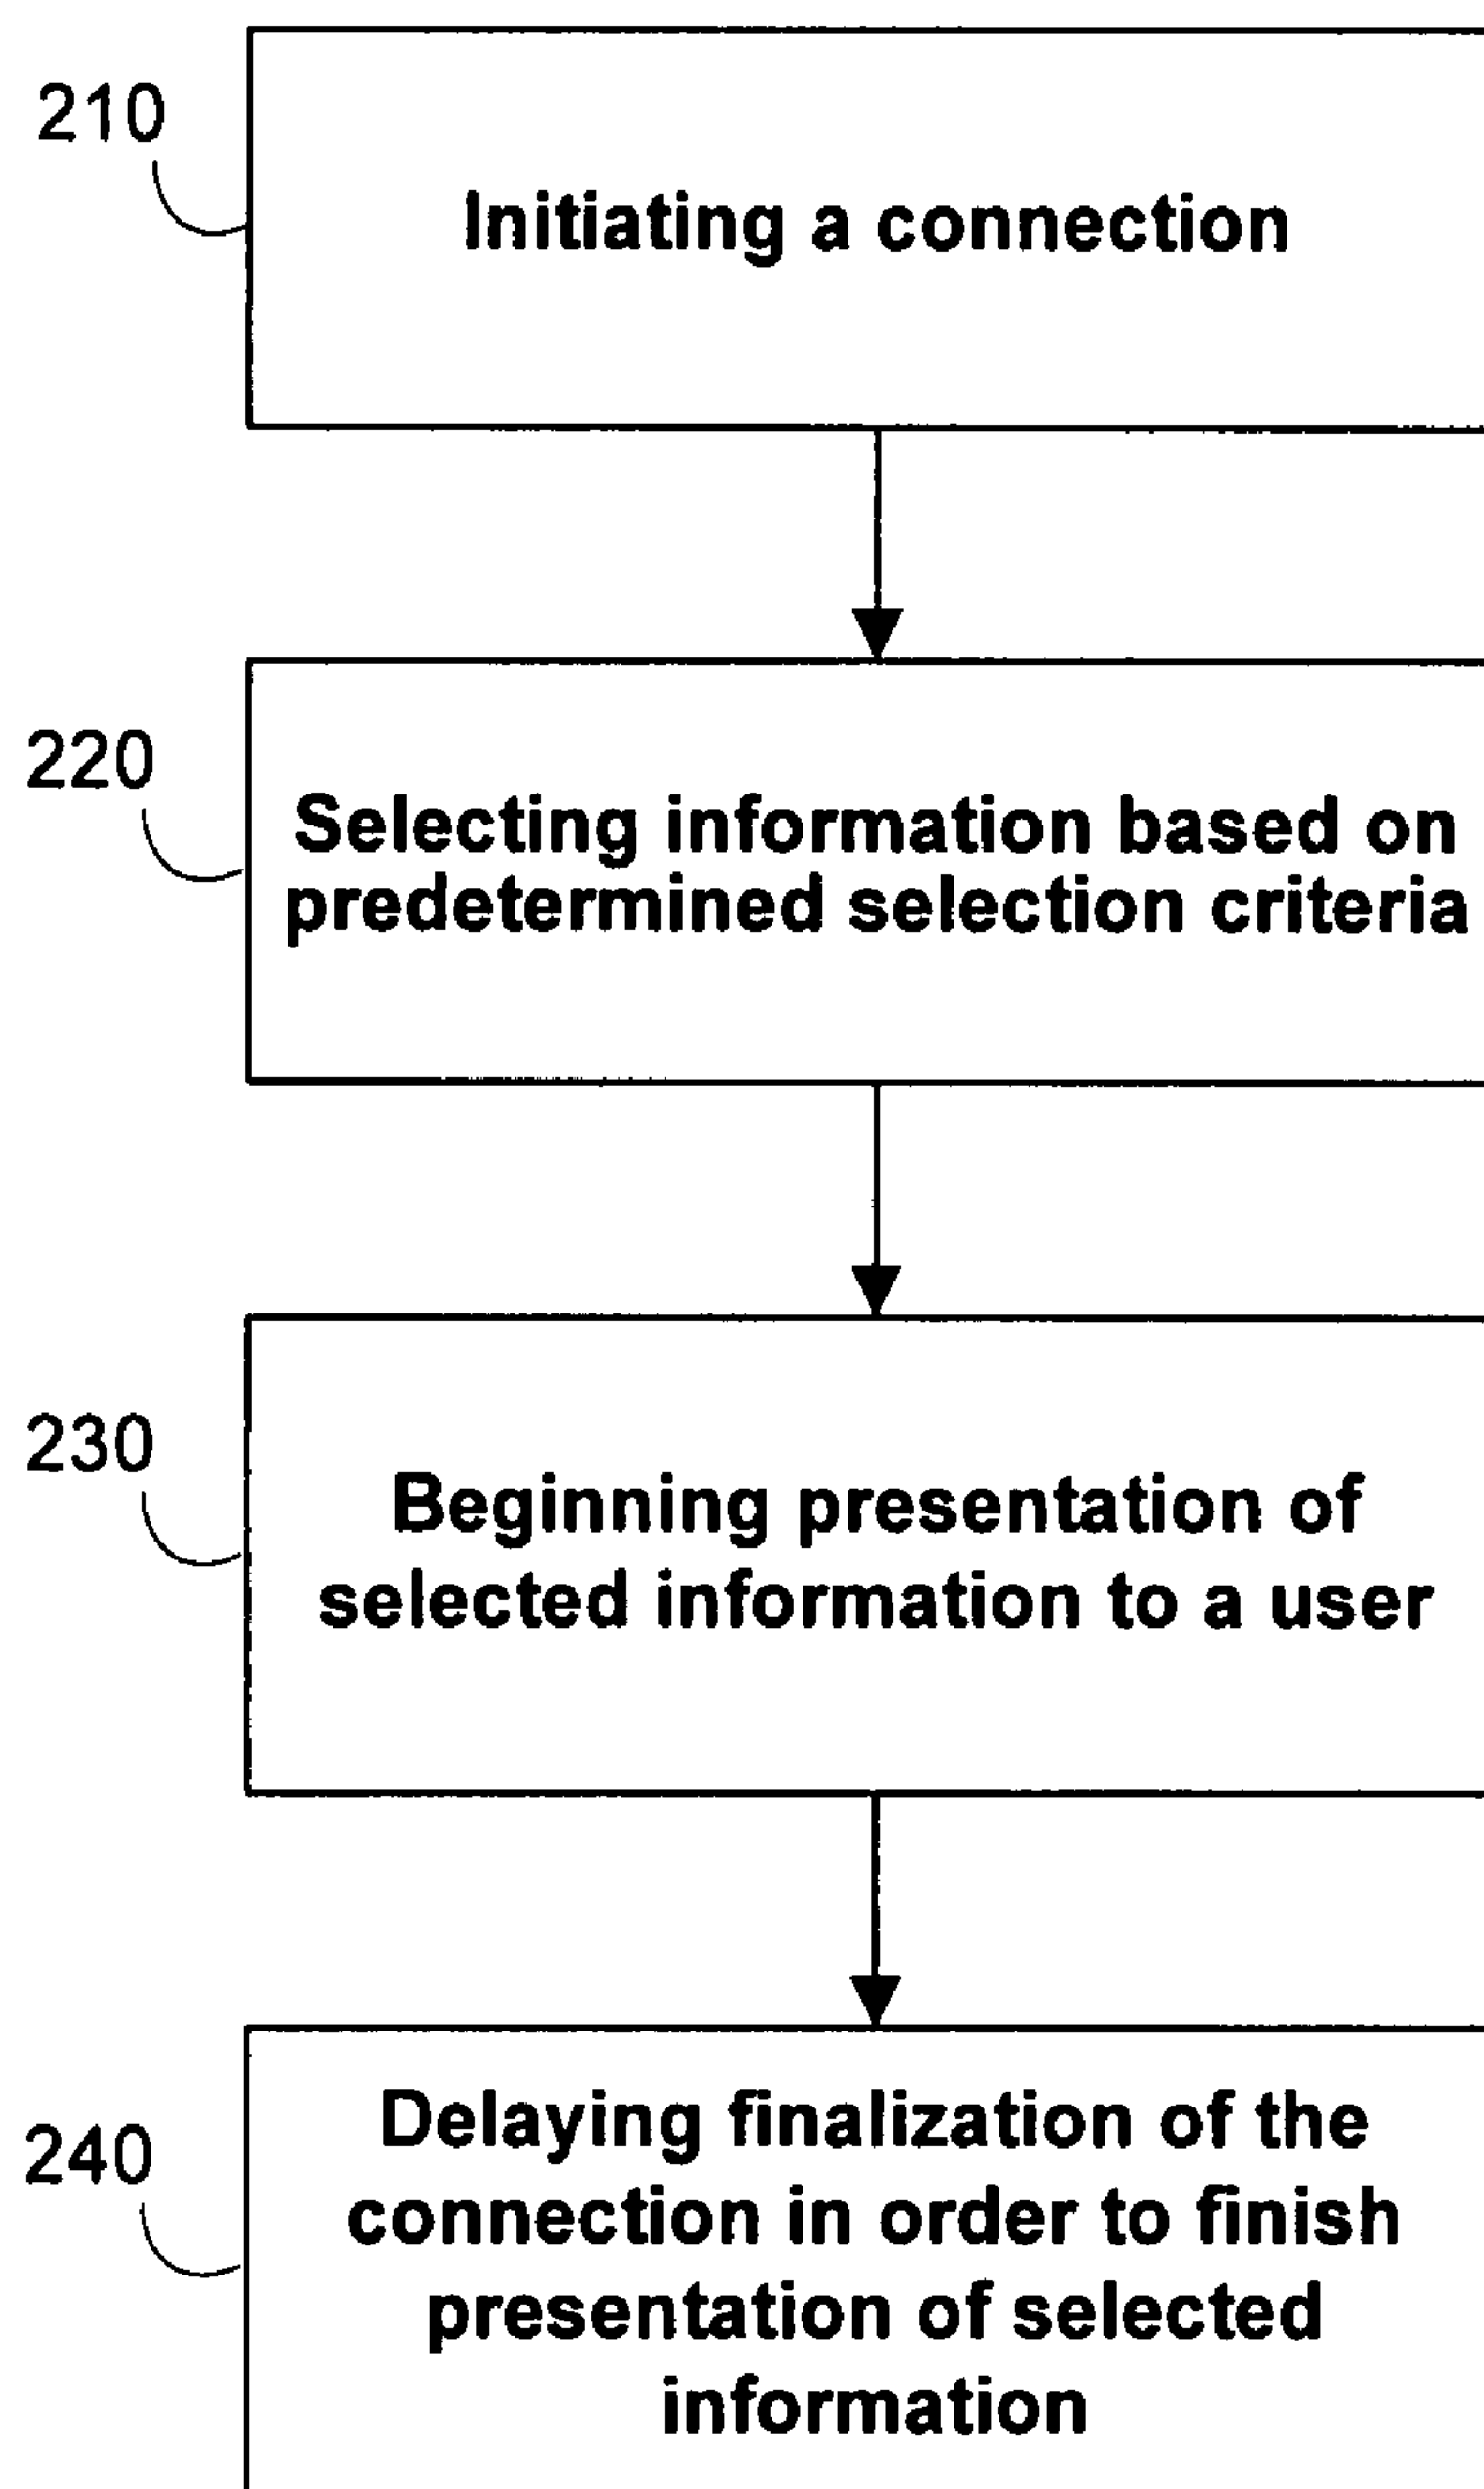 210
Initiating a connection
220
Selecting information based on
predetermined selection criteria
230
Beginning presentation of
selected information to a user
240
Delaying finalization of the
connection in order to finish
presentation of selected
information